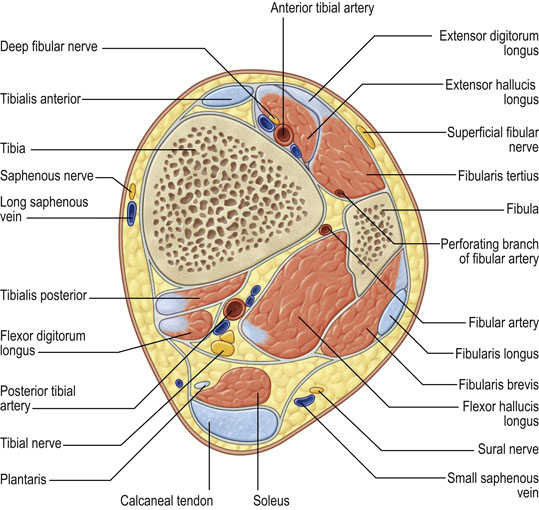 Anterior tibial artery
Deep fibular nerve
Tibialis anterior
Tibia
Saphenous nerve
Long saphenous
vein
Tibialis posterior
Flexor digitorum
longus
Posterior tibial
artery
Tibial nerve
Plantaris
Calcaneal tendon
Soleus
Extensor digitorum
longus
Extensor hallucis
longus
Superficial fibular
nerve
Fibularis tertius
Fibula
Perforating branch
of fibular artery
Fibular artery
Fibularis longus
Fibularis brevis
Flexor hallucis
longus
Sural nerve
Small saphenous
vein